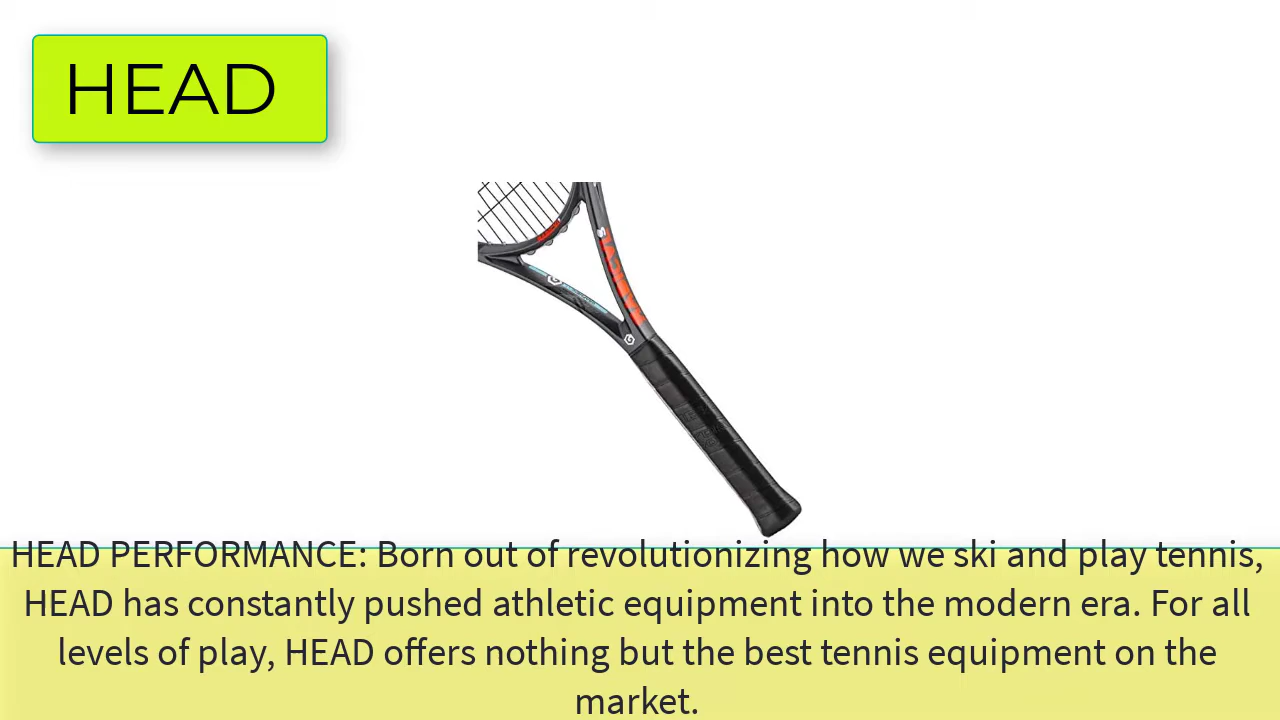 HEAD
HEAD PERFORMANCE: Born out of revolutionizing how we ski and play tennis,
HEAD has constantly pushed athletic equipment into the modern era. For all
levels of play, HEAD offers nothing but the best tennis equipment on the
market.